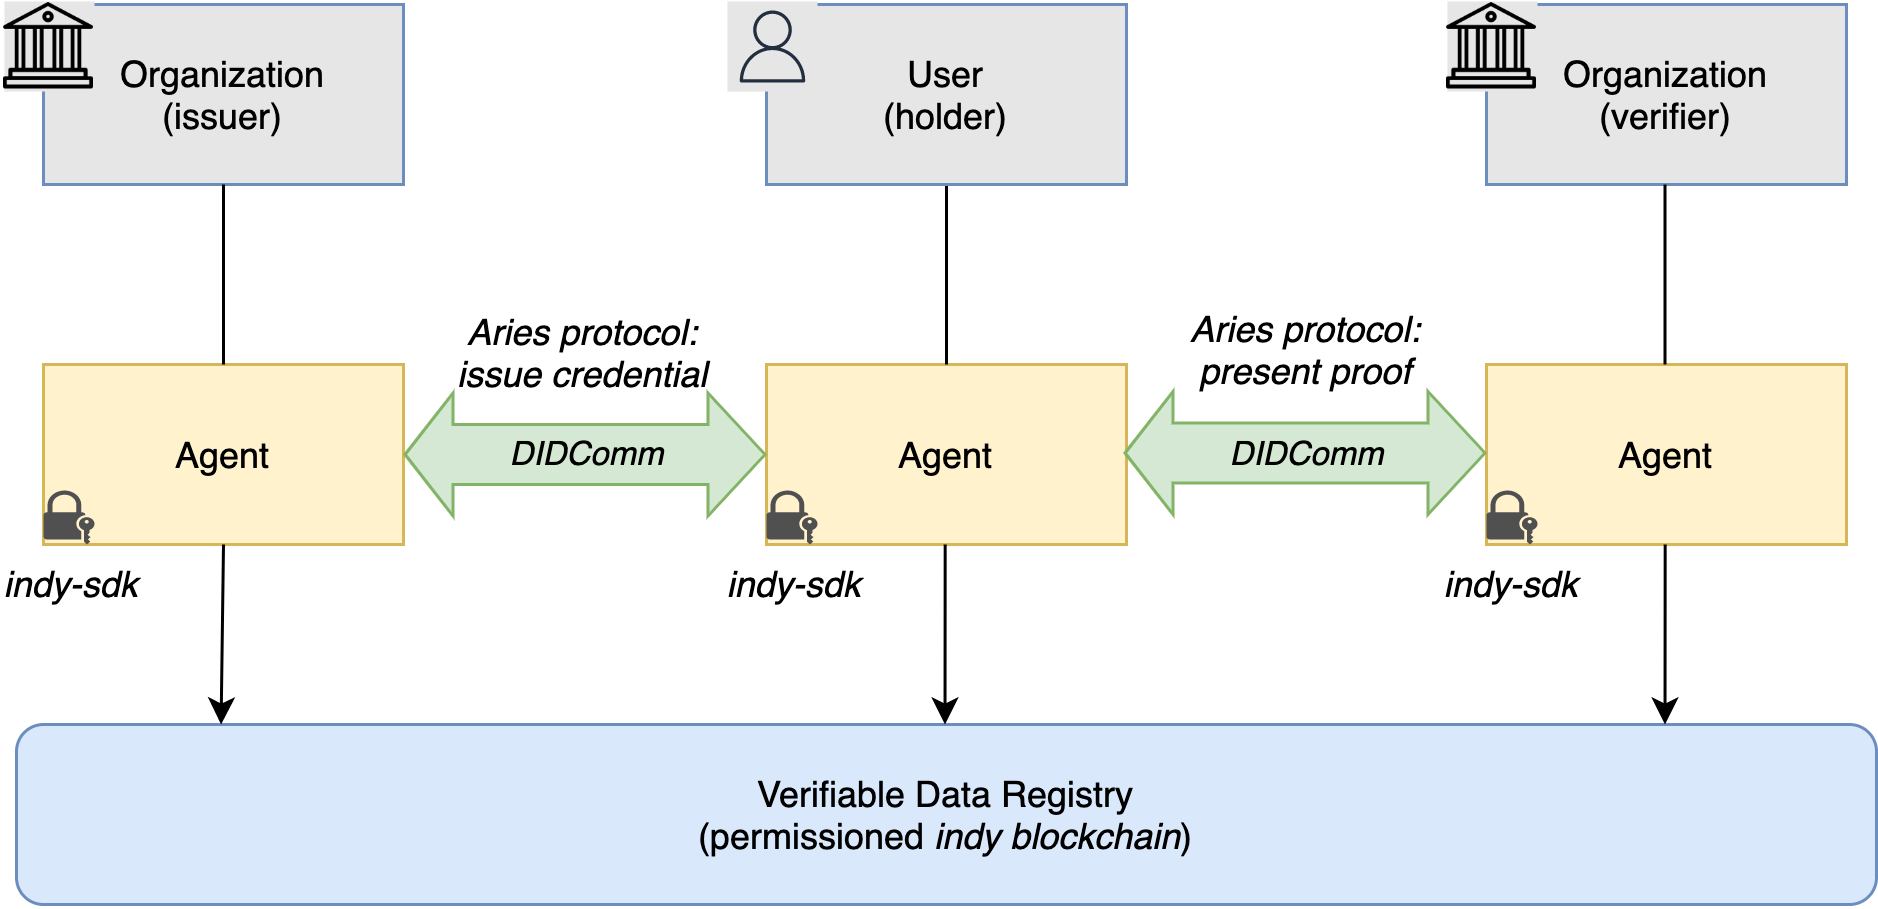 Organization
(issuer)
User
(holder)
Organization
(verifier)
Aries protocol:
issue credential
Aries protocol:
present proof
Agent
DIDComm
Agent
DIDComm
Agent
indy-sdk
indy-sdk
indy-sdk
Verifiable Data Registry
(permissioned indy blockchain)